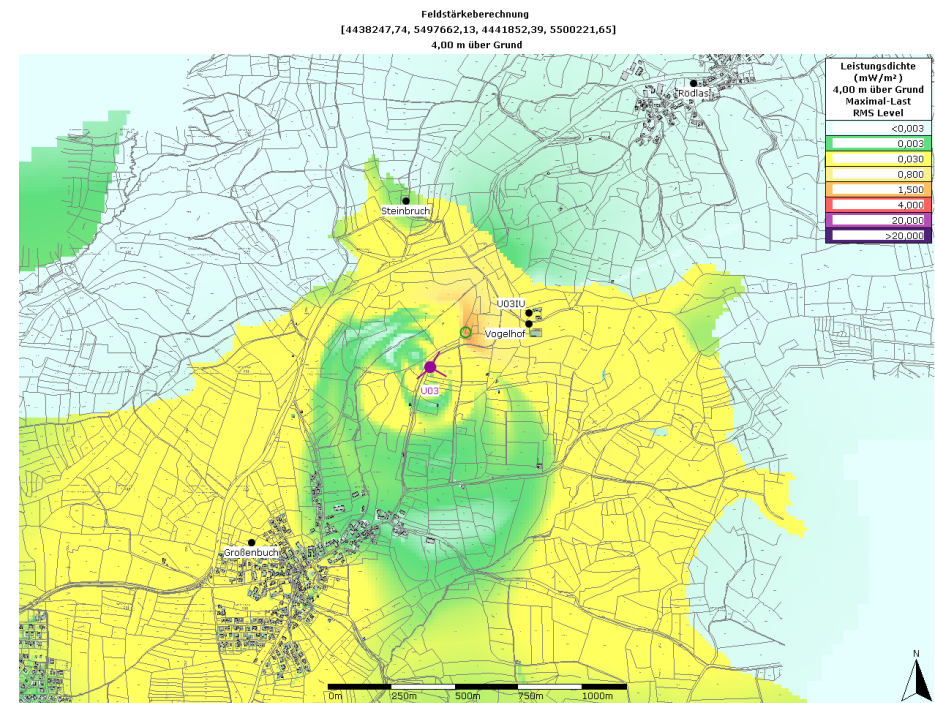 Feldstärkeberechnung
[4438247,74, 5497662,13, 4441852,39, 5500221,65]
4,00 m über Grund
Leistungsdichte
(mW/m²)
4,00 m über Grund
Maximal-Last
RMS Level
<0,003
0,003
0,030
0,800
1,500
4,000
20,000
>20,000
Rödlas
Steinbruch
U03IU
Vogelhof
U03
Großenbuch
N
0m 250m 500m 750m 1000m